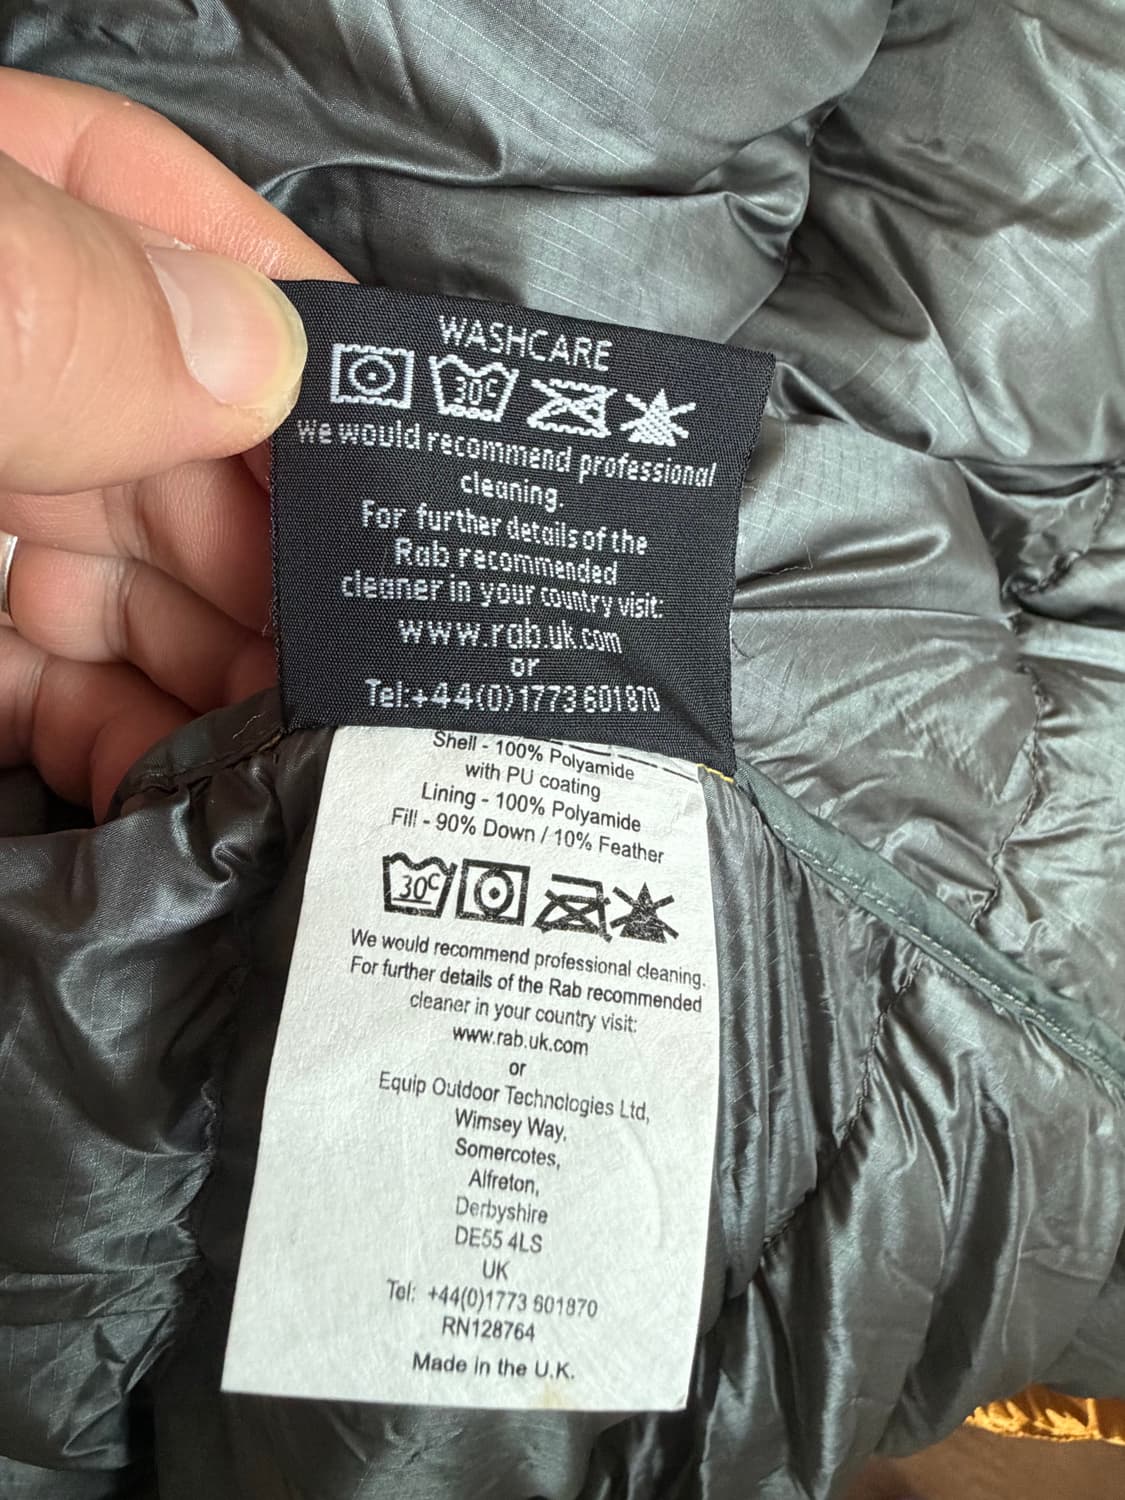 WASHCARE
30°C
we would recommend professional
cleaning.
For further details of the
Rab recommended
cleaner in your country visit:
www.rab.uk.com
or
Tel:+44(0)1773 601870
Shell - 100% Polyamide
with PU coating
Lining - 100% Polyamide
Fill - 90% Down / 10% Feather
30°C
We would recommend professional cleaning.
For further details of the Rab recommended
cleaner in your country visit:
www.rab.uk.com
or
Equip Outdoor Technologies Ltd,
Wimsey Way,
Somercotes,
Alfreton,
Derbyshire
DE55 4LS
UK
Tel: +44(0)1773 601870
RN128764
Made in the U.K.